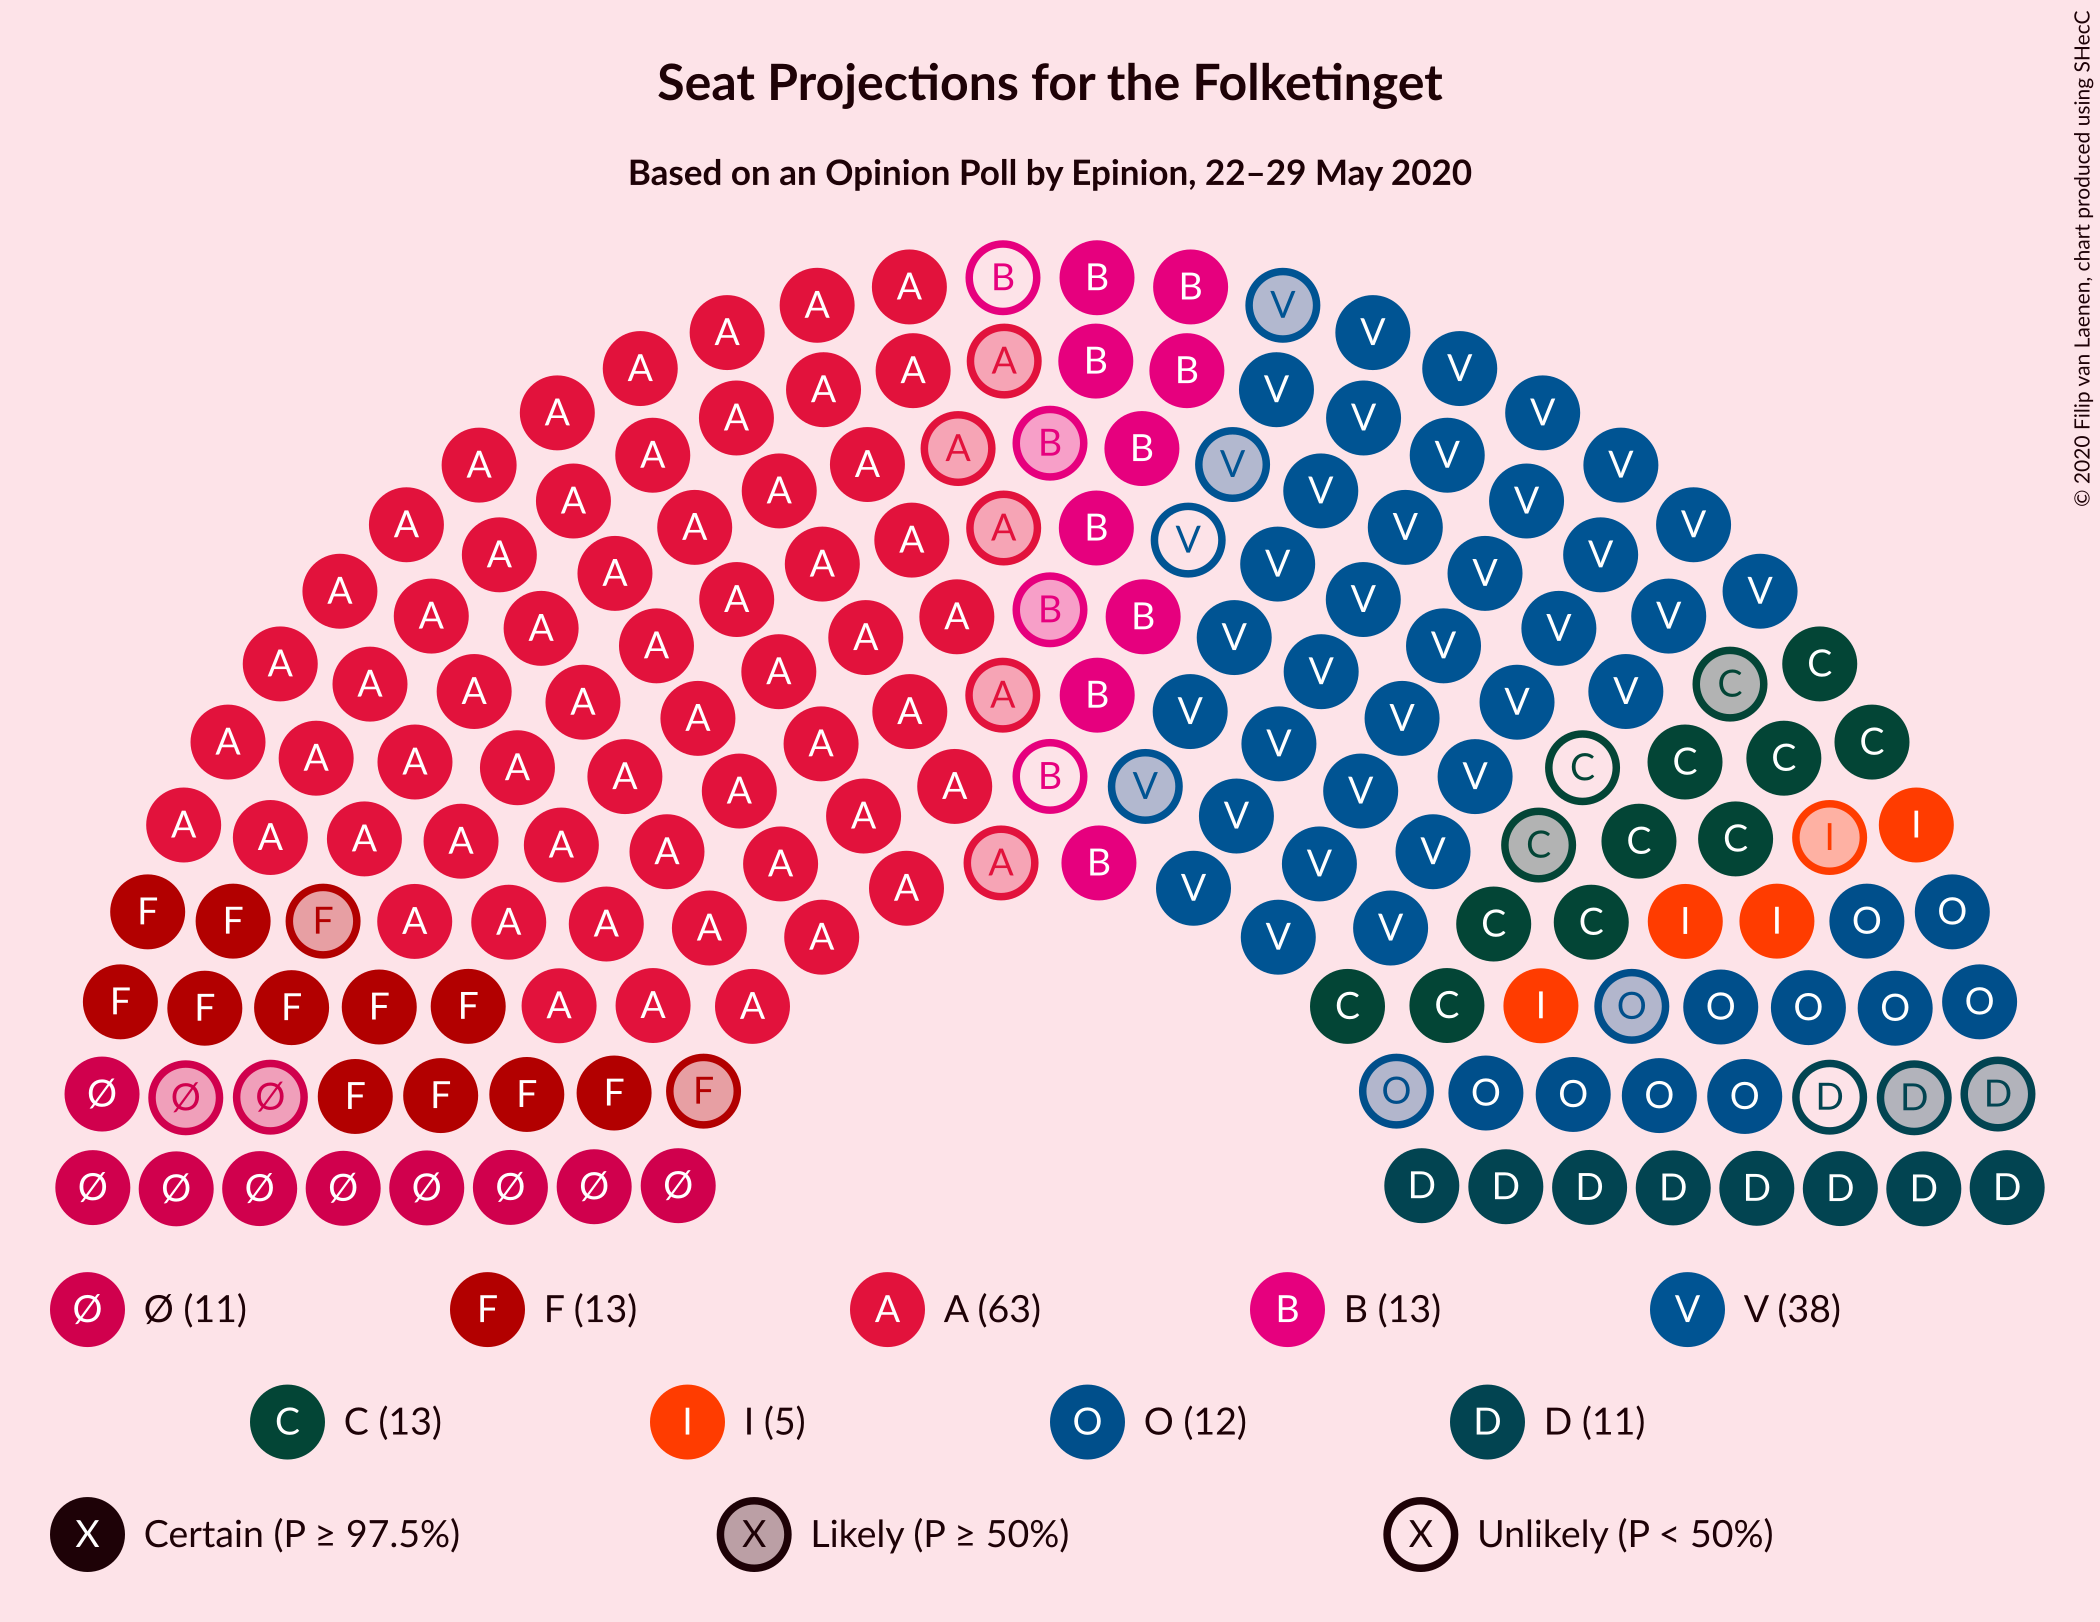 Seat Projections for the Folketinget
Based on an Opinion Poll by Epinion, 22–29 May 2020
© 2020 Filip van Laenen, chart produced using SHecC
B B B
A A V
A A B B V V
A A A A B V V V
A A A B V V V
A A A B V V V
A A A A B V V V V
A A A A B V V V V
A A A A B B V V V V
A A A A A B V V V V V C C
A A A A A B V V V V C C C C
A A A A A A A B V V V C C C I I
F F F A A A A A V V C C I I O O
F F F F F A A A C C I O O O O O
Ø Ø Ø F F F F F O O O O O D D D
Ø Ø Ø Ø Ø Ø Ø Ø D D D D D D D D
Ø Ø (11) F F (13) A A (63) B B (13) V V (38)
C C (13) I I (5) O O (12) D D (11)
X Certain (P ≥ 97.5%) X Likely (P ≥ 50%) X Unlikely (P < 50%)